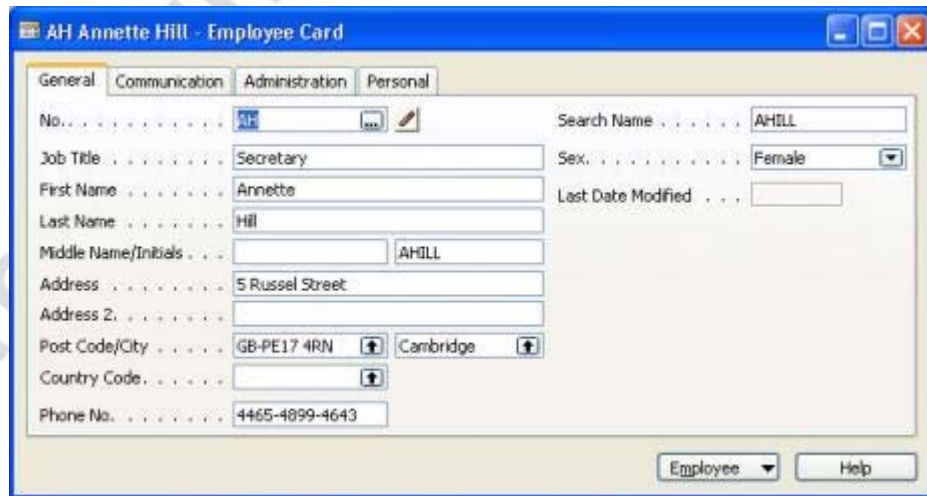 AH Annette Hill - Employee Card
General Communication Administration Personal
No. . . . . . . . . . . . AH ... Search Name . . . . . . AHILL
Job Title . . . . . . . . Secretary Sex. . . . . . . . . . . Female
First Name . . . . . . . Annette Last Date Modified . . .
Last Name . . . . . . . Hill
Middle Name/Initials . . . AHILL
Address . . . . . . . . 5 Russel Street
Address 2. . . . . . . .
Post Code/City . . . . . GB-PE17 4RN Cambridge
Country Code. . . . . .
Phone No. . . . . . . . 4465-4899-4643
Employee Help